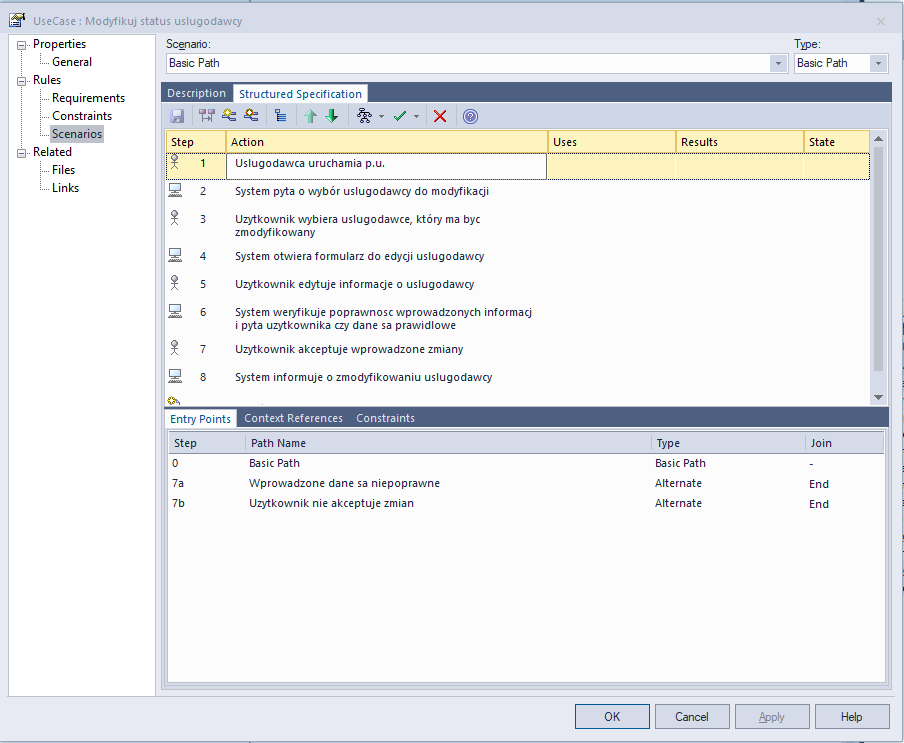 UseCase : Modyfikuj status uslugodawcy
Properties
General
Rules
Requirements
Constraints
Scenarios
Related
Files
Links
Scenario:
Type:
Basic Path
Basic Path
Description
Structured Specification
Step
Action
Uses
Results
State
1
Uslugodawca uruchamia p.u.
2
System pyta o wybór uslugodawcy do modyfikacji
3
Uzytkownik wybiera uslugodawce, który ma byc
zmodyfikowany
4
System otwiera formularz do edycji uslugodawcy
5
Uzytkownik edytuje informacje o uslugodawcy
6
System weryfikuje poprawnosc wprowadzonych informacj
i pyta uzytkownika czy dane sa prawidlowe
7
Uzytkownik akceptuje wprowadzone zmiany
8
System informuje o zmodyfikowaniu uslugodawcy
Entry Points
Context References
Constraints
Step
Path Name
Type
Join
0
Basic Path
Basic Path
-
7a
Wprowadzone dane sa niepoprawne
Alternate
End
7b
Uzytkownik nie akceptuje zmian
Alternate
End
OK
Cancel
Apply
Help